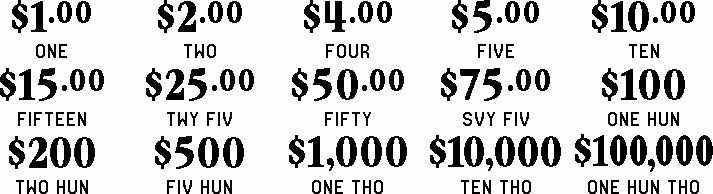 $1.00 $2.00 $4.00 $5.00 $10.00
ONE TWO FOUR FIVE TEN
$15.00 $25.00 $50.00 $75.00 $100
FIFTEEN TWY FIV FIFTY SVY FIV ONE HUN
$200 $500 $1,000 $10,000 $100,000
TWO HUN FIV HUN ONE THO TEN THO ONE HUN THO